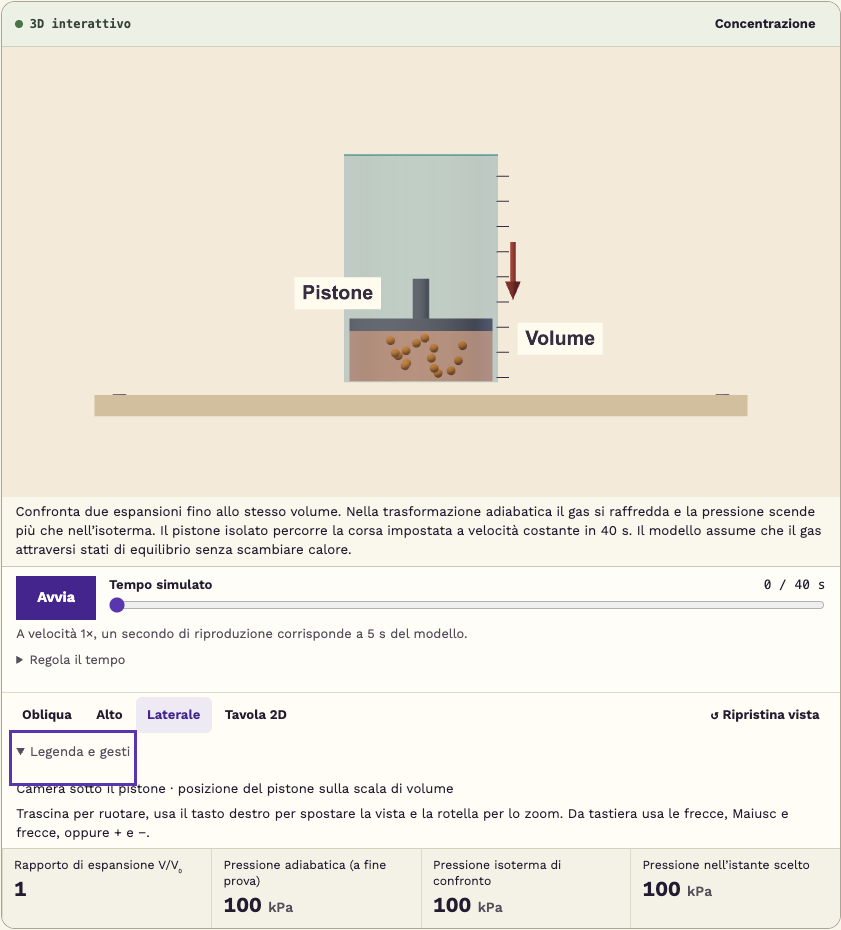 3D interattivo
Concentrazione
Pistone
Volume
Confronta due espansioni fino allo stesso volume. Nella trasformazione adiabatica il gas si raffredda e la pressione scende
più che nell’isoterma. Il pistone isolato percorre la corsa impostata a velocità costante in 40 s. Il modello assume che il gas
attraversi stati di equilibrio senza scambiare calore.
Avvia
Tempo simulato
0 / 40 s
A velocità 1×, un secondo di riproduzione corrisponde a 5 s del modello.
▶ Regola il tempo
Obliqua
Alto
Laterale
Tavola 2D
↺ Ripristina vista
▼ Legenda e gesti
Camera sotto il pistone · posizione del pistone sulla scala di volume
Trascina per ruotare, usa il tasto destro per spostare la vista e la rotella per lo zoom. Da tastiera usa le frecce, Maiusc e
frecce, oppure + e −.
Rapporto di espansione V/V₀
1
Pressione adiabatica (a fine
prova)
100 kPa
Pressione isoterma di
confronto
100 kPa
Pressione nell’istante scelto
100 kPa